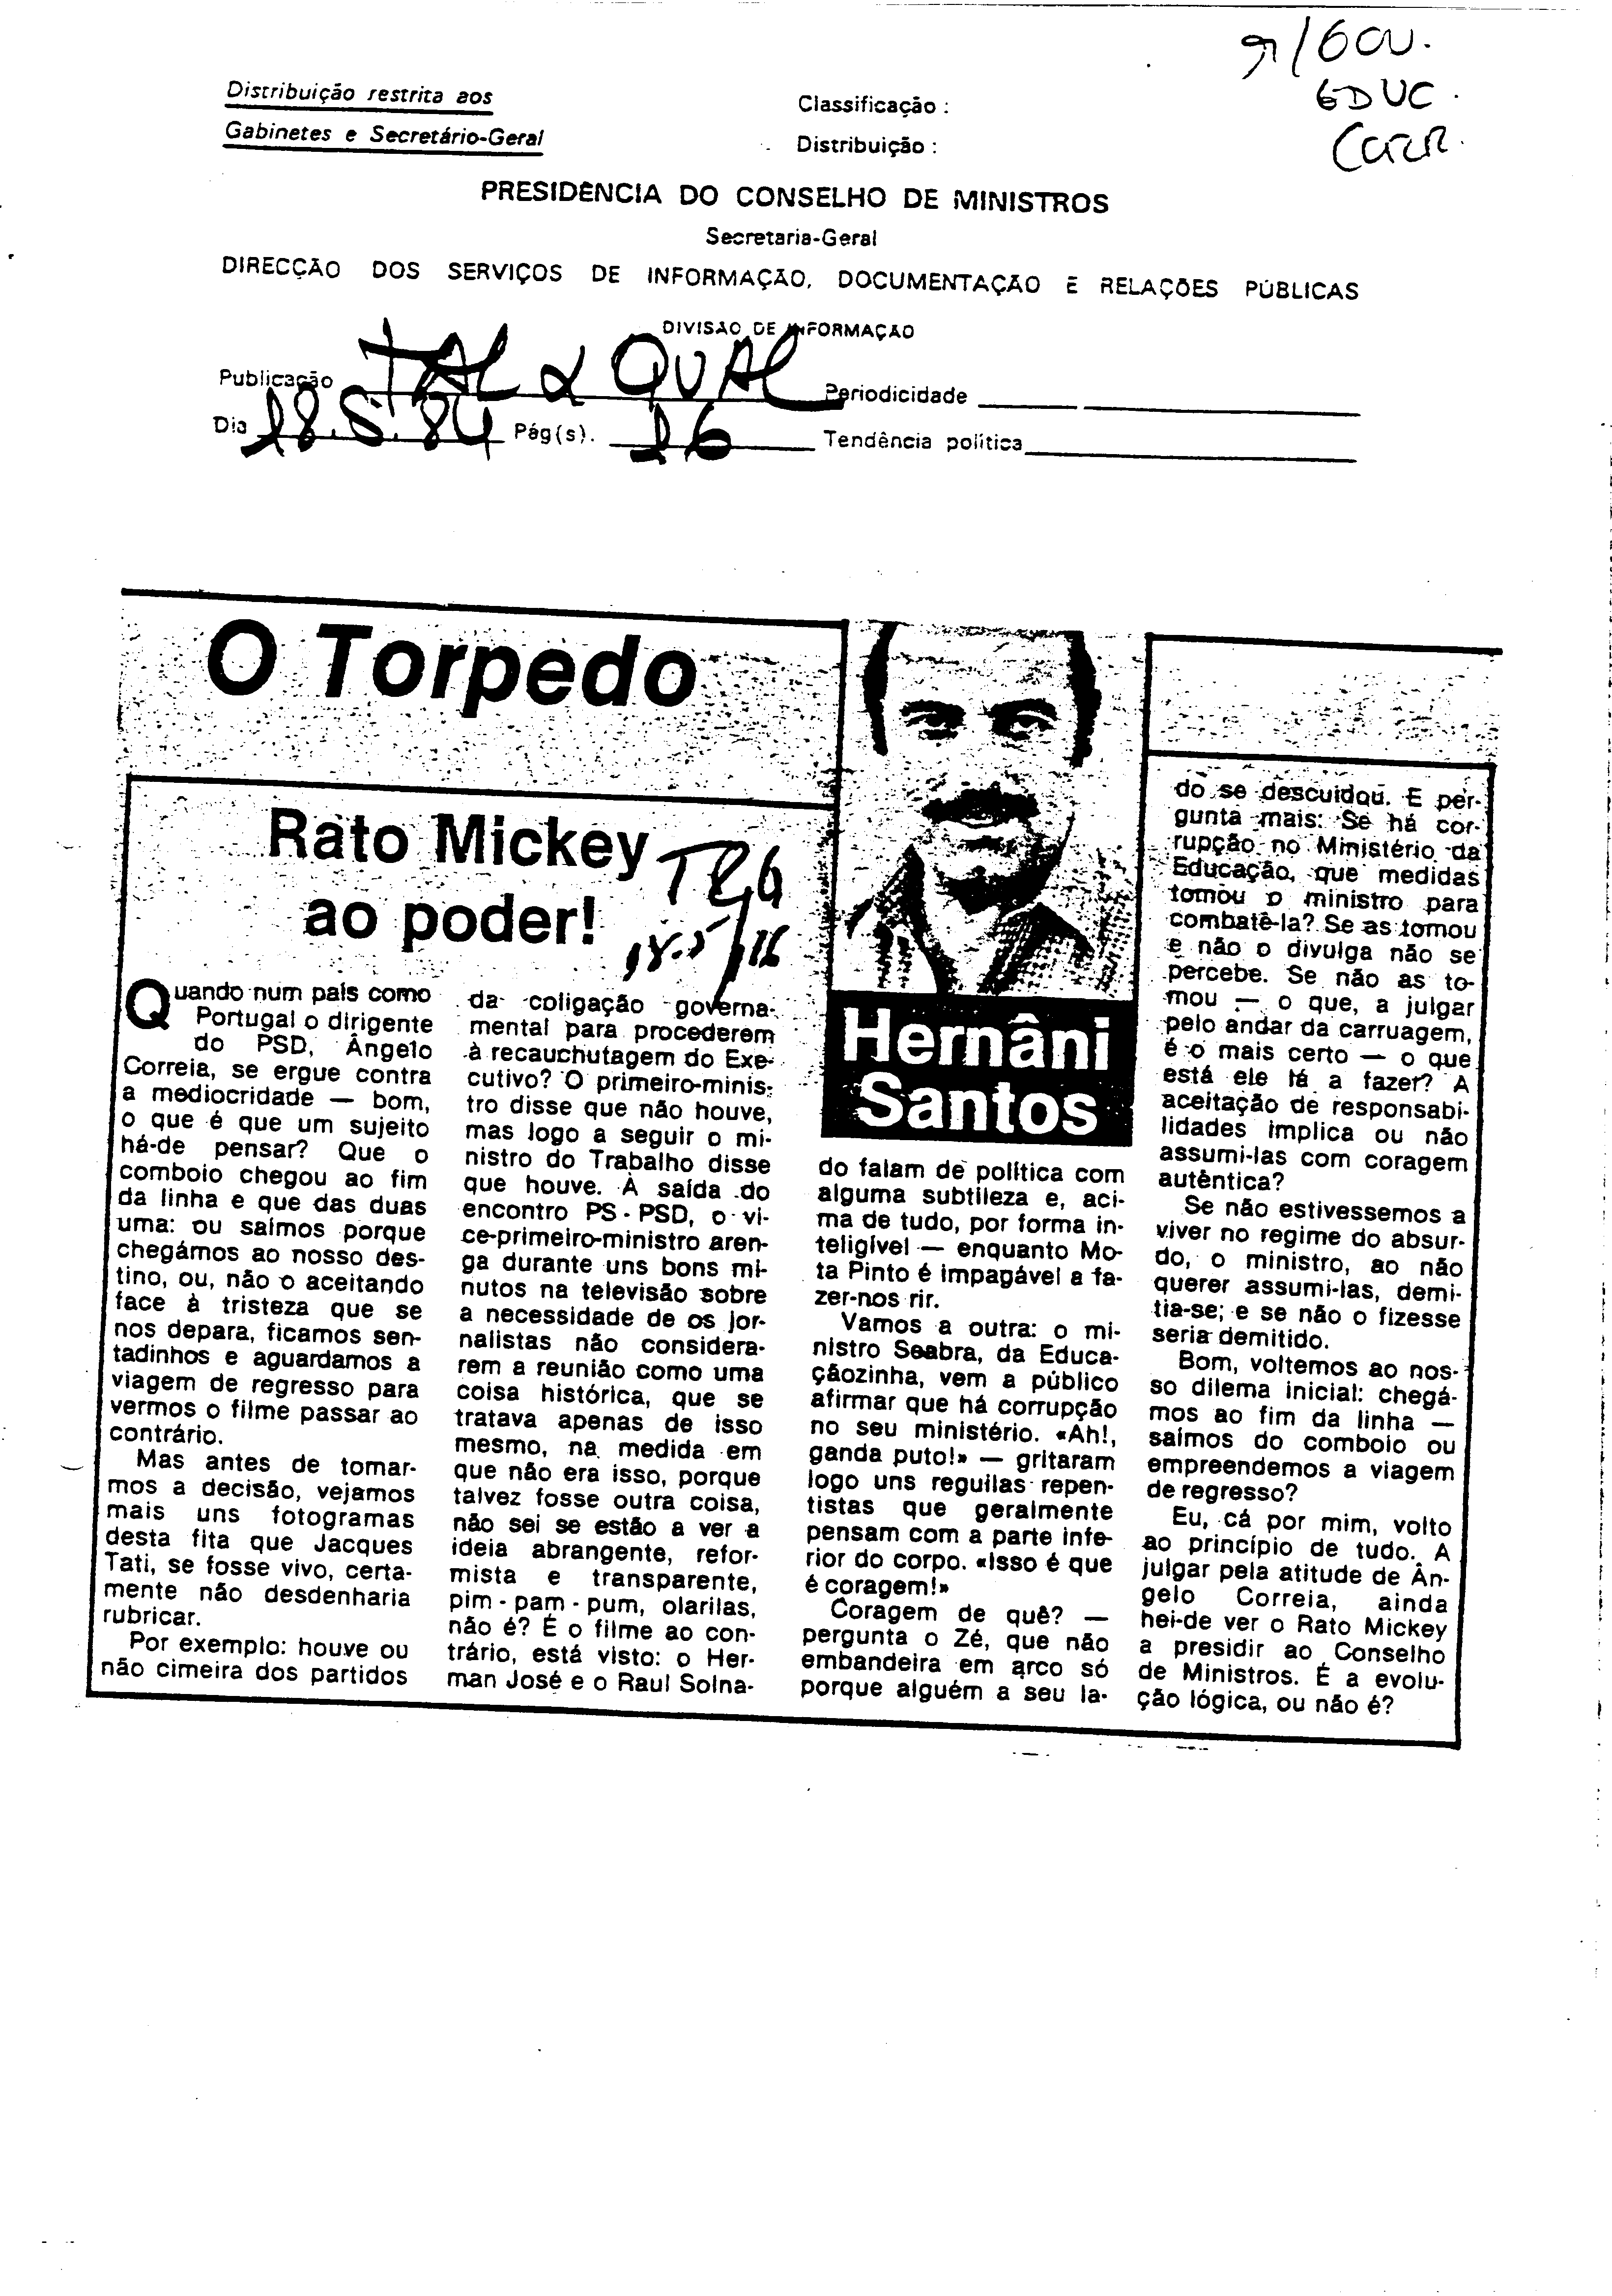 9/GOV.
EDUC.
CORR.
Distribuição restrita aos
Gabinetes e Secretário-Geral
Classificação :
Distribuição :
PRESIDÊNCIA DO CONSELHO DE MINISTROS
Secretaria-Geral
DIRECÇÃO DOS SERVIÇOS DE INFORMAÇÃO, DOCUMENTAÇÃO E RELAÇÕES PÚBLICAS
DIVISÃO DE INFORMAÇÃO
Publicação TAL & QUAL Periodicidade
Dia 18.5.84 Pág(s). 16 Tendência política
O Torpedo
Rato Mickey
ao poder!
T&Q
18.5/16
Hernâni
Santos
Quando num país como
Portugal o dirigente
do PSD, Ângelo
Correia, se ergue contra
a mediocridade — bom,
o que é que um sujeito
há-de pensar? Que o
comboio chegou ao fim
da linha e que das duas
uma: ou saímos porque
chegámos ao nosso des-
tino, ou, não o aceitando
face à tristeza que se
nos depara, ficamos sen-
tadinhos e aguardamos a
viagem de regresso para
vermos o filme passar ao
contrário.
Mas antes de tomar-
mos a decisão, vejamos
mais uns fotogramas
desta fita que Jacques
Tati, se fosse vivo, certa-
mente não desdenharia
rubricar.
Por exemplo: houve ou
não cimeira dos partidos
da coligação governa-
mental para procederem
à recauchutagem do Exe-
cutivo? O primeiro-minis-
tro disse que não houve,
mas logo a seguir o mi-
nistro do Trabalho disse
que houve. À saída do
encontro PS-PSD, o vi-
ce-primeiro-ministro aren-
ga durante uns bons mi-
nutos na televisão sobre
a necessidade de os jor-
nalistas não considera-
rem a reunião como uma
coisa histórica, que se
tratava apenas de isso
mesmo, na medida em
que não era isso, porque
talvez fosse outra coisa,
não sei se estão a ver a
ideia abrangente, refor-
mista e transparente,
pim-pam-pum, olarilas,
não é? É o filme ao con-
trário, está visto: o Her-
man José e o Raul Solna-
do falam de política com
alguma subtileza e, aci-
ma de tudo, por forma in-
teligível — enquanto Mo-
ta Pinto é impagável a fa-
zer-nos rir.
Vamos a outra: o mi-
nistro Seabra, da Educa-
çãozinha, vem a público
afirmar que há corrupção
no seu ministério. «Ah!,
ganda puto!» — gritaram
logo uns reguilas repen-
tistas que geralmente
pensam com a parte infe-
rior do corpo. «Isso é que
é coragem!»
Coragem de quê? —
pergunta o Zé, que não
embandeira em arco só
porque alguém a seu la-
do se descuidou. E per-
gunta mais: Se há cor-
rupção no Ministério da
Educação, que medidas
tomou o ministro para
combatê-la? Se as tomou
e não o divulga não se
percebe. Se não as to-
mou — o que, a julgar
pelo andar da carruagem,
é o mais certo — o que
está ele lá a fazer? A
aceitação de responsabi-
lidades implica ou não
assumi-las com coragem
autêntica?
Se não estivessemos a
viver no regime do absur-
do, o ministro, ao não
querer assumi-las, demi-
tia-se; e se não o fizesse
seria demitido.
Bom, voltemos ao nos-
so dilema inicial: chegá-
mos ao fim da linha —
saímos do comboio ou
empreendemos a viagem
de regresso?
Eu, cá por mim, volto
ao princípio de tudo. A
julgar pela atitude de Ân-
gelo Correia, ainda
hei-de ver o Rato Mickey
a presidir ao Conselho
de Ministros. É a evolu-
ção lógica, ou não é?